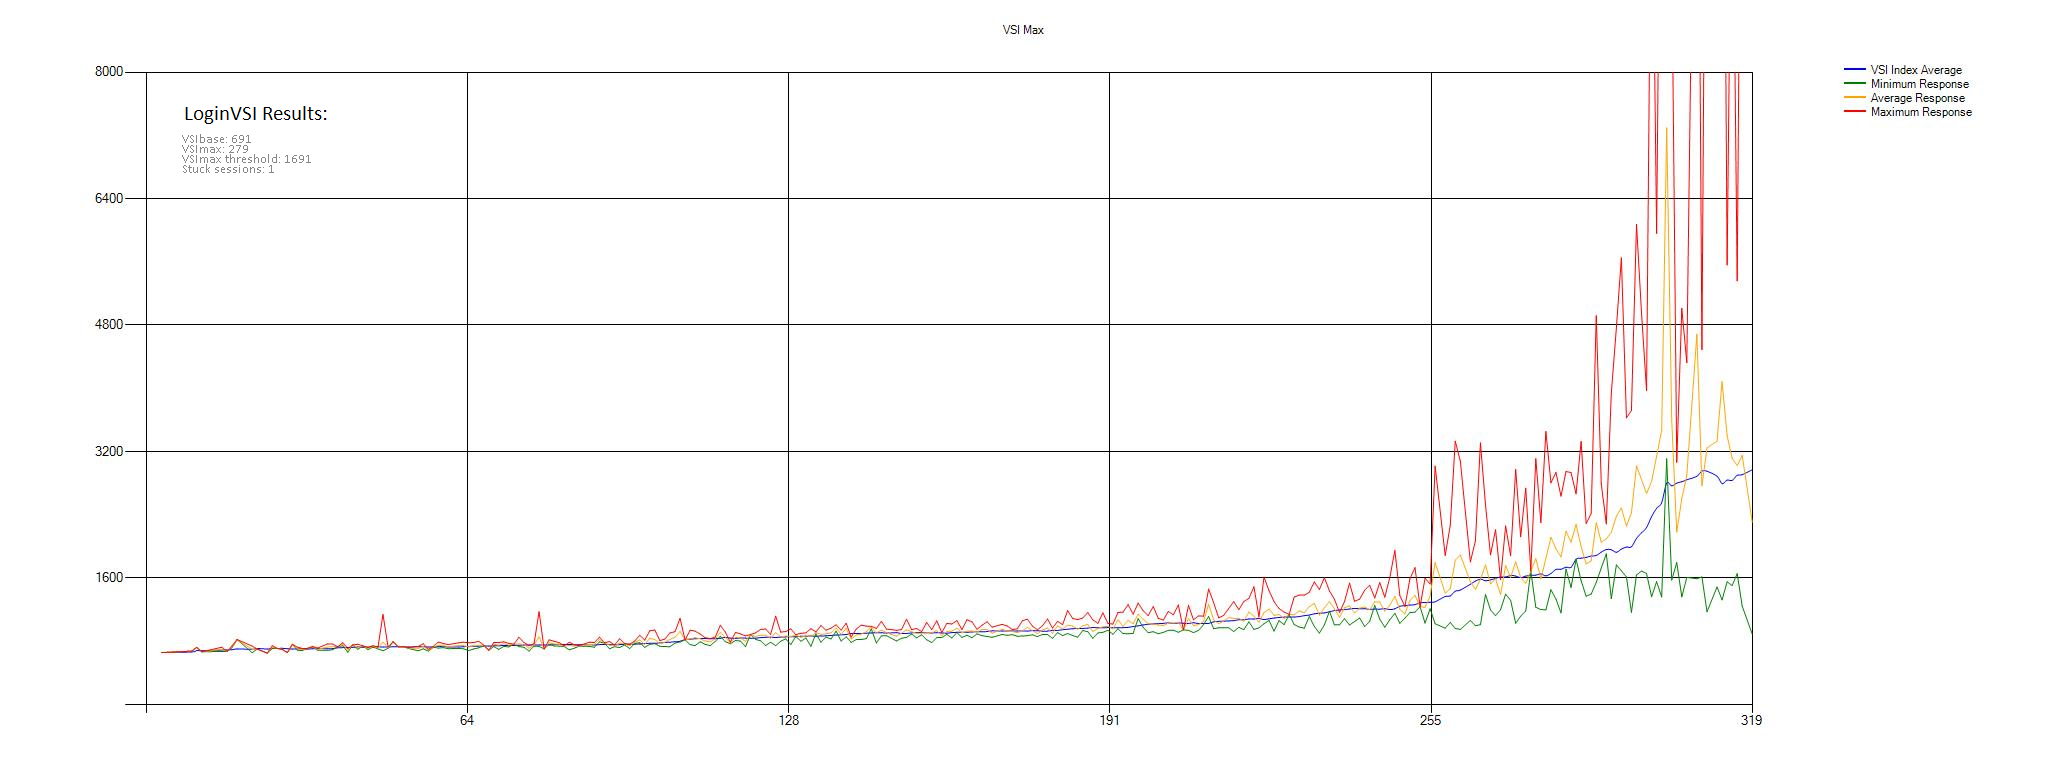 VSI Max
8000
6400
4800
3200
1600
64
128
191
255
319
LoginVSI Results:
VSIbase: 691
VSImax: 279
VSImax threshold: 1691
Stuck sessions: 1
VSI Index Average
Minimum Response
Average Response
Maximum Response